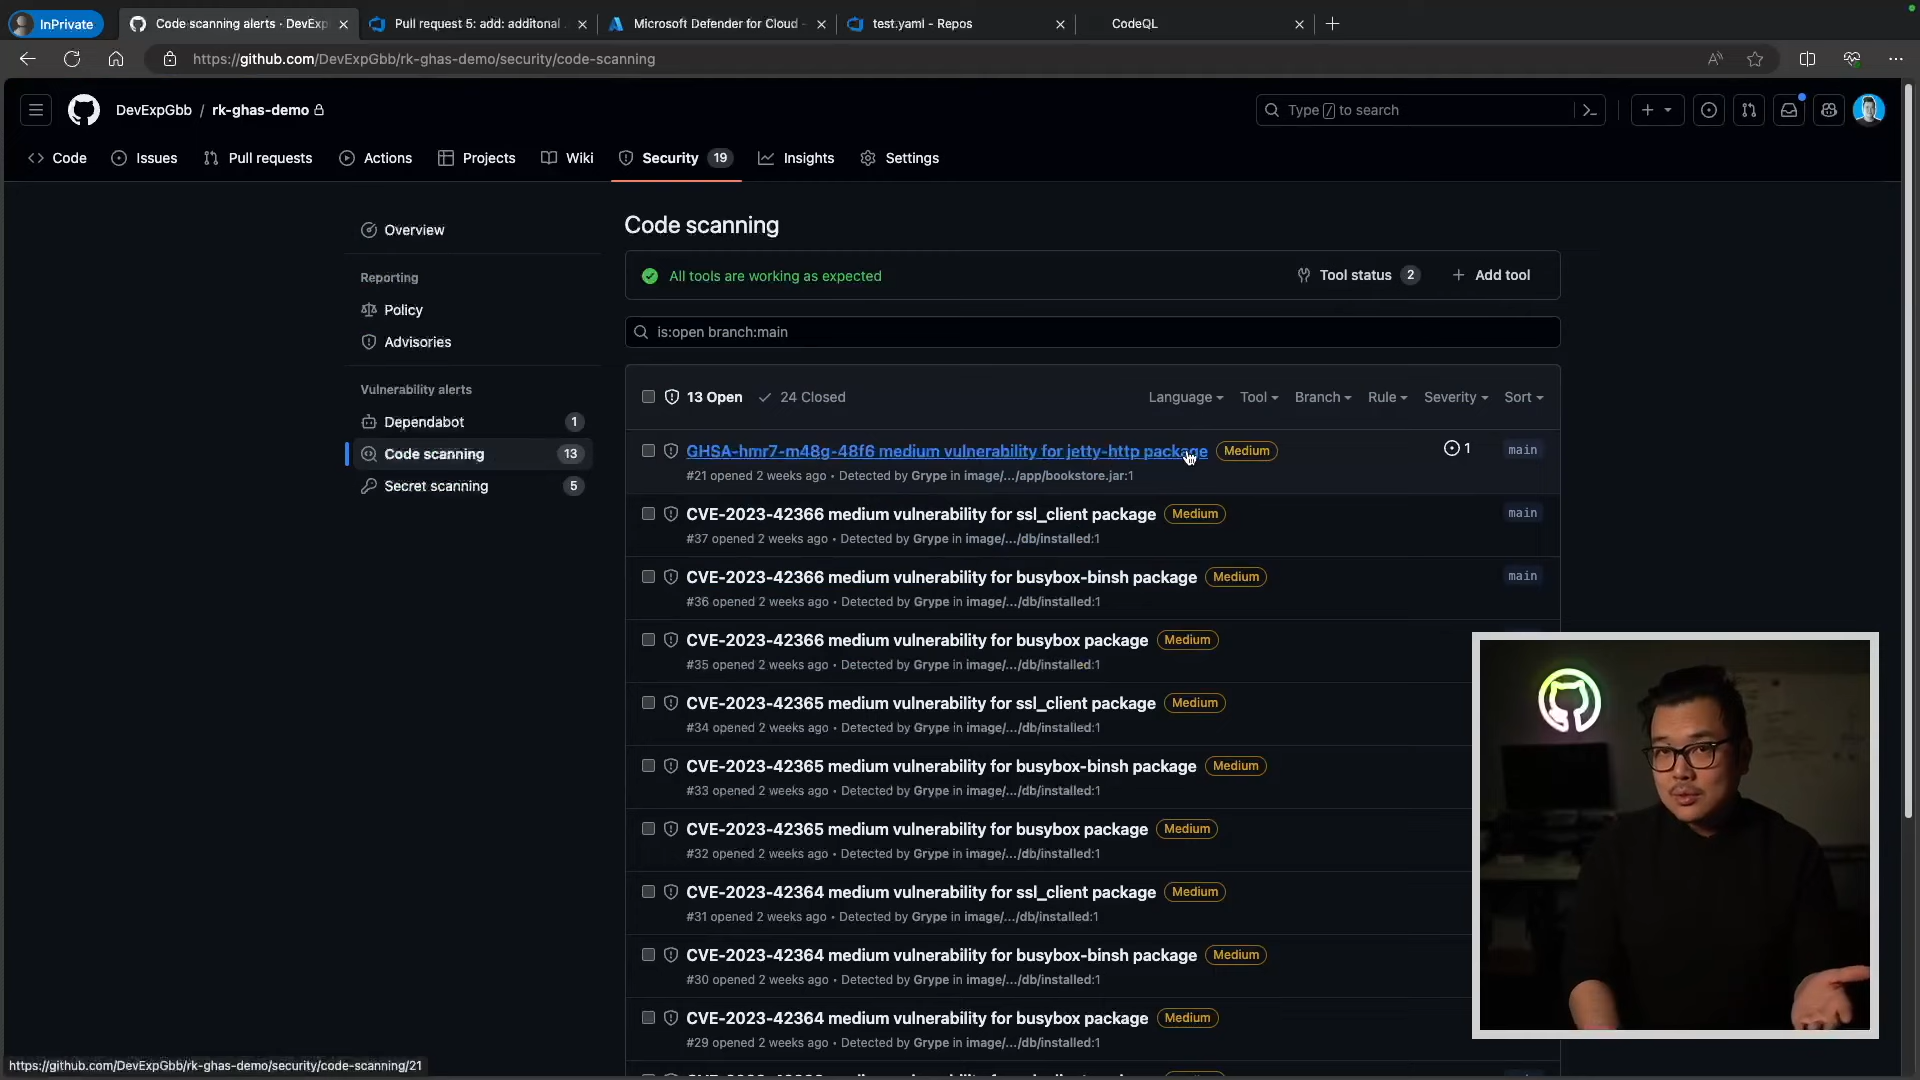 InPrivate
Code scanning alerts · DevExp
Pull request 5: add: additonal
Microsoft Defender for Cloud -
test.yaml - Repos
CodeQL
https://github.com/DevExpGbb/rk-ghas-demo/security/code-scanning
DevExpGbb / rk-ghas-demo
Type / to search
Code
Issues
Pull requests
Actions
Projects
Wiki
Security 19
Insights
Settings
Overview
Reporting
Policy
Advisories
Vulnerability alerts
Dependabot 1
Code scanning 13
Secret scanning 5
Code scanning
All tools are working as expected
Tool status 2
Add tool
is:open branch:main
13 Open
24 Closed
Language
Tool
Branch
Rule
Severity
Sort
GHSA-hmr7-m48g-48f6 medium vulnerability for jetty-http package Medium
1
main
#21 opened 2 weeks ago • Detected by Grype in image/.../app/bookstore.jar:1
CVE-2023-42366 medium vulnerability for ssl_client package Medium
main
#37 opened 2 weeks ago • Detected by Grype in image/.../db/installed:1
CVE-2023-42366 medium vulnerability for busybox-binsh package Medium
main
#36 opened 2 weeks ago • Detected by Grype in image/.../db/installed:1
CVE-2023-42366 medium vulnerability for busybox package Medium
#35 opened 2 weeks ago • Detected by Grype in image/.../db/installed:1
CVE-2023-42365 medium vulnerability for ssl_client package Medium
#34 opened 2 weeks ago • Detected by Grype in image/.../db/installed:1
CVE-2023-42365 medium vulnerability for busybox-binsh package Medium
#33 opened 2 weeks ago • Detected by Grype in image/.../db/installed:1
CVE-2023-42365 medium vulnerability for busybox package Medium
#32 opened 2 weeks ago • Detected by Grype in image/.../db/installed:1
CVE-2023-42364 medium vulnerability for ssl_client package Medium
#31 opened 2 weeks ago • Detected by Grype in image/.../db/installed:1
CVE-2023-42364 medium vulnerability for busybox-binsh package Medium
#30 opened 2 weeks ago • Detected by Grype in image/.../db/installed:1
CVE-2023-42364 medium vulnerability for busybox package Medium
#29 opened 2 weeks ago • Detected by Grype in image/.../db/installed:1
https://github.com/DevExpGbb/rk-ghas-demo/security/code-scanning/21